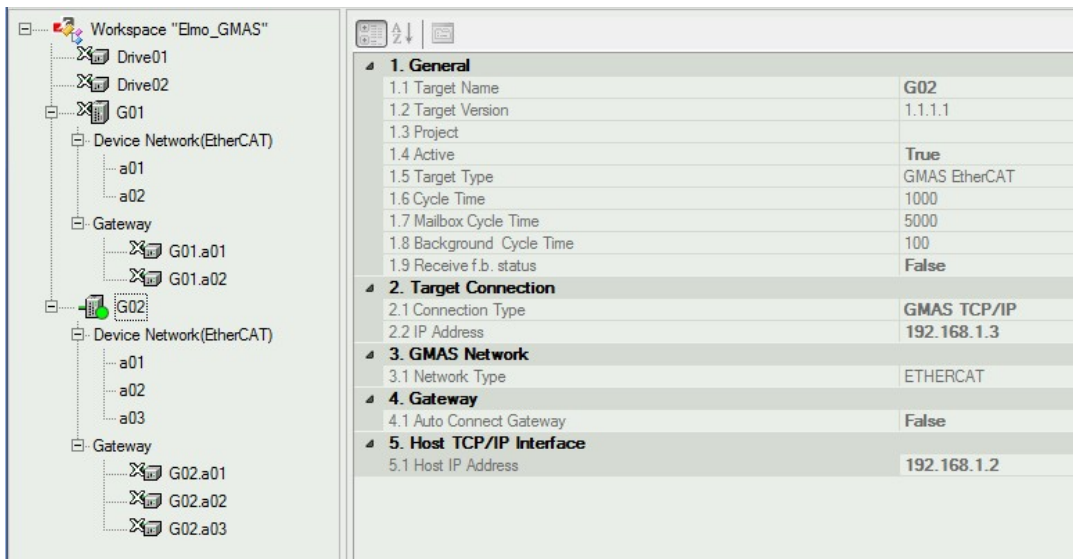 Workspace "Elmo_GMAS"
Drive01
Drive02
G01
Device Network(EtherCAT)
a01
a02
Gateway
G01.a01
G01.a02
G02
Device Network(EtherCAT)
a01
a02
a03
Gateway
G02.a01
G02.a02
G02.a03
1. General
1.1 Target Name G02
1.2 Target Version 1.1.1.1
1.3 Project
1.4 Active True
1.5 Target Type GMAS EtherCAT
1.6 Cycle Time 1000
1.7 Mailbox Cycle Time 5000
1.8 Background Cycle Time 100
1.9 Receive f.b. status False
2. Target Connection
2.1 Connection Type GMAS TCP/IP
2.2 IP Address 192.168.1.3
3. GMAS Network
3.1 Network Type ETHERCAT
4. Gateway
4.1 Auto Connect Gateway False
5. Host TCP/IP Interface
5.1 Host IP Address 192.168.1.2